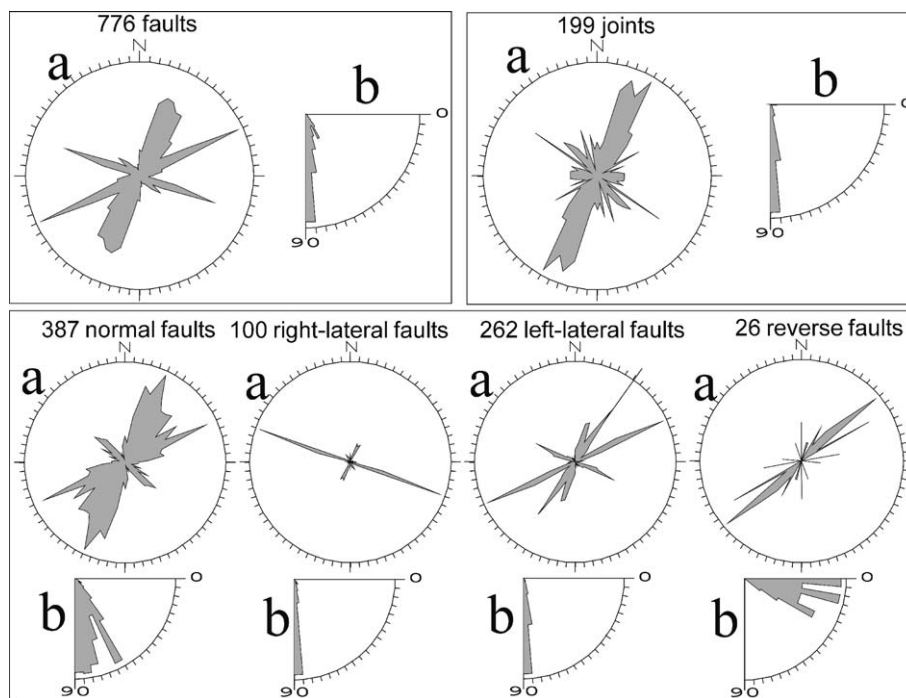 776 faults
N
a
b
0
90
199 joints
N
a
b
0
90
387 normal faults
N
a
b
0
90
100 right-lateral faults
N
a
b
0
90
262 left-lateral faults
N
a
b
0
90
26 reverse faults
N
a
b
0
90